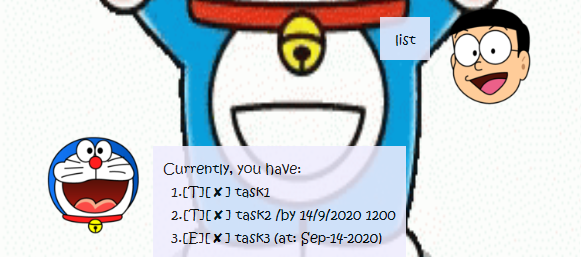 list
Currently, you have:
1.[T][✘] task1
2.[T][✘] task2 /by 14/9/2020 1200
3.[E][✘] task3 (at: Sep-14-2020)